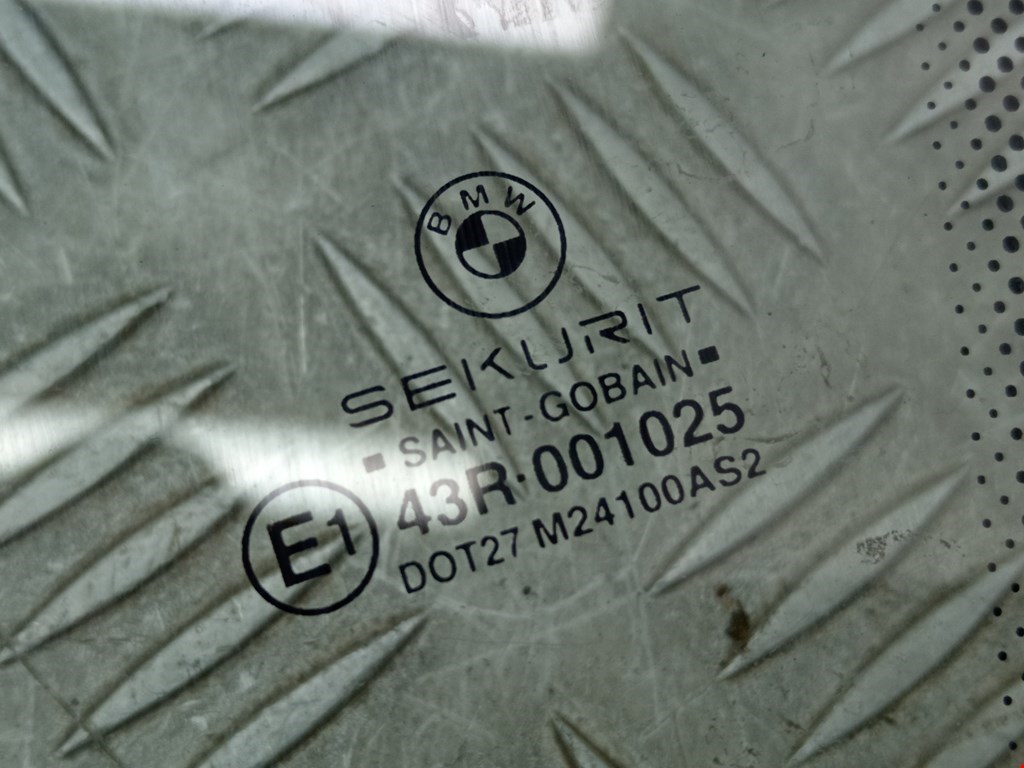 BMW
SEKURIT
SAINT-GOBAIN
E1
43R·001025
DOT27 M24100AS2